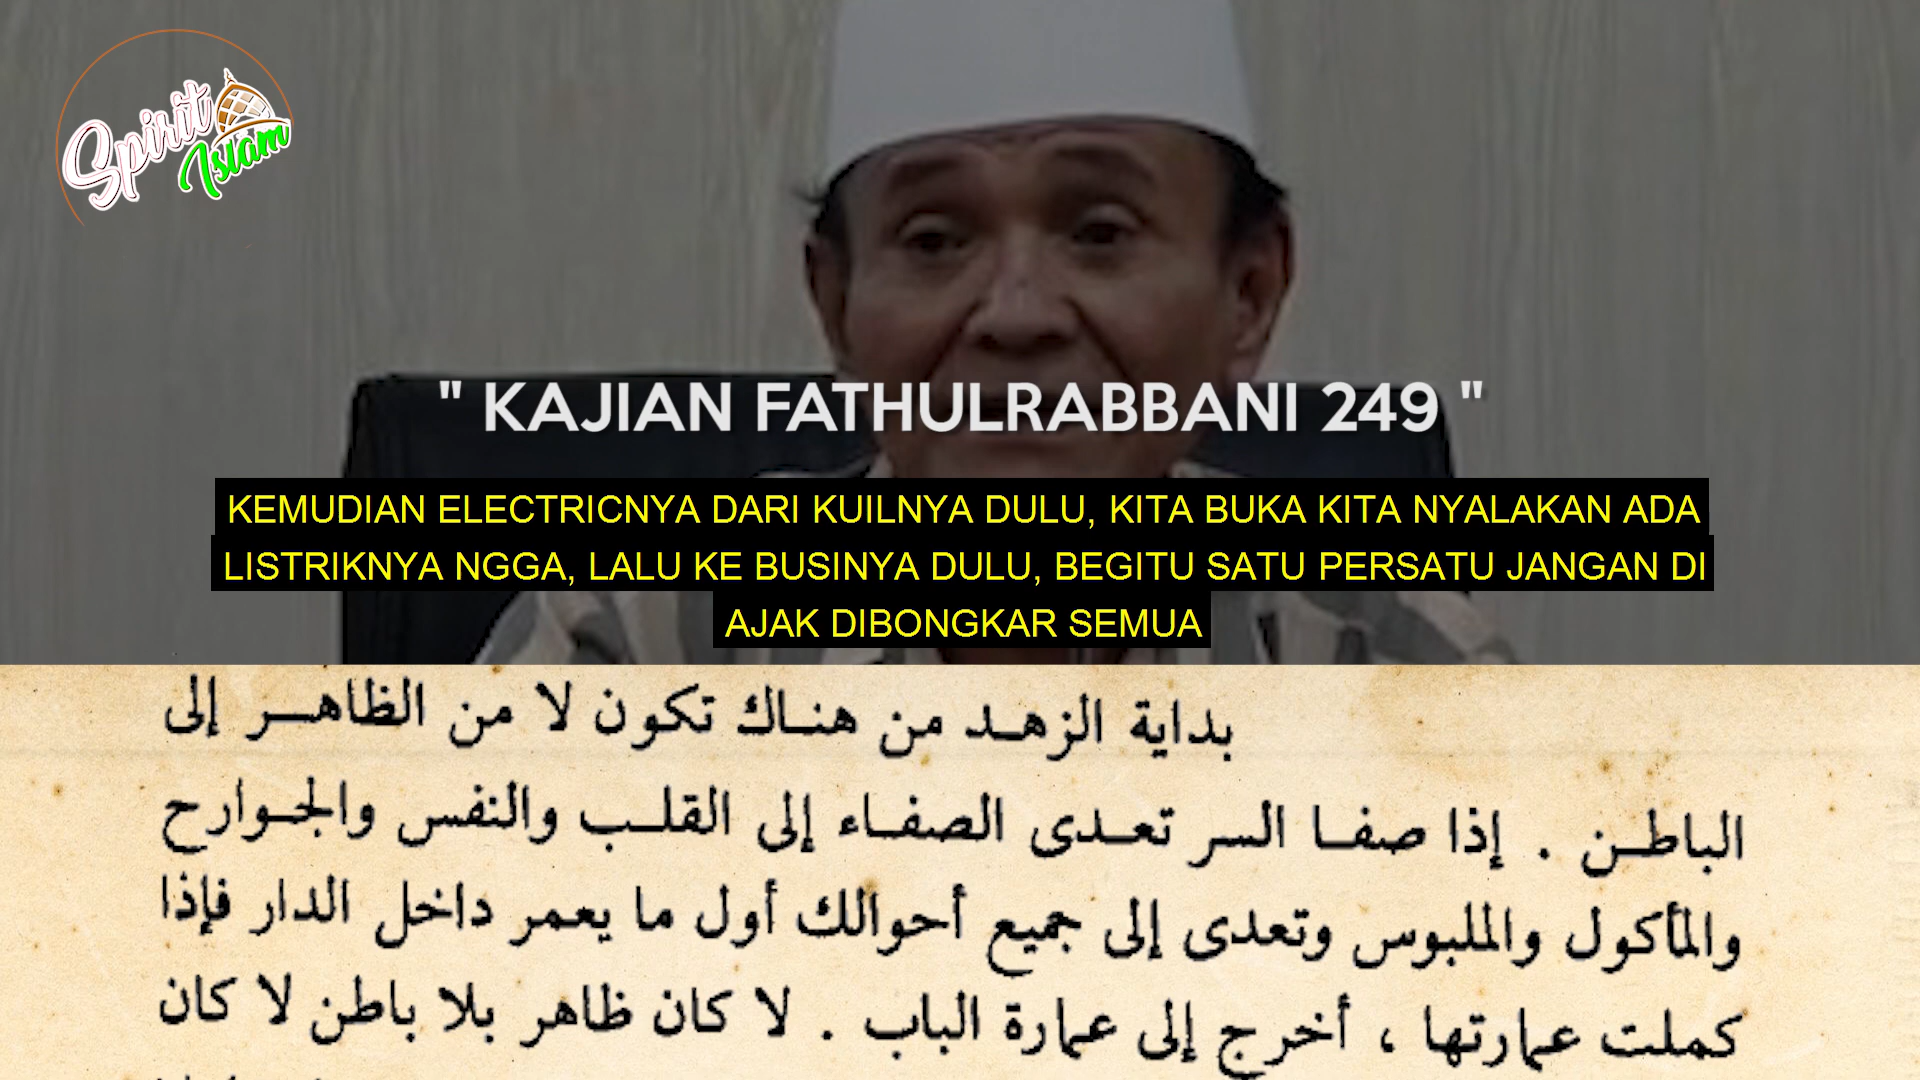 Spirit
Islam
" KAJIAN FATHULRABBANI 249 "
KEMUDIAN ELECTRICNYA DARI KUILNYA DULU, KITA BUKA KITA NYALAKAN ADA
LISTRIKNYA NGGA, LALU KE BUSINYA DULU, BEGITU SATU PERSATU JANGAN DI
AJAK DIBONGKAR SEMUA
بداية الزهد من هناك تكون لا من الظاهر إلى
الباطن . إذا صفا السر تعدى الصفاء إلى القلب والنفس والجوارح
والمأكول والملبوس وتعدى إلى جميع أحوالك أول ما يعمر داخل الدار فإذا
كملت عمارتها ، أخرج إلى عمارة الباب . لا كان ظاهر بلا باطن لا كان